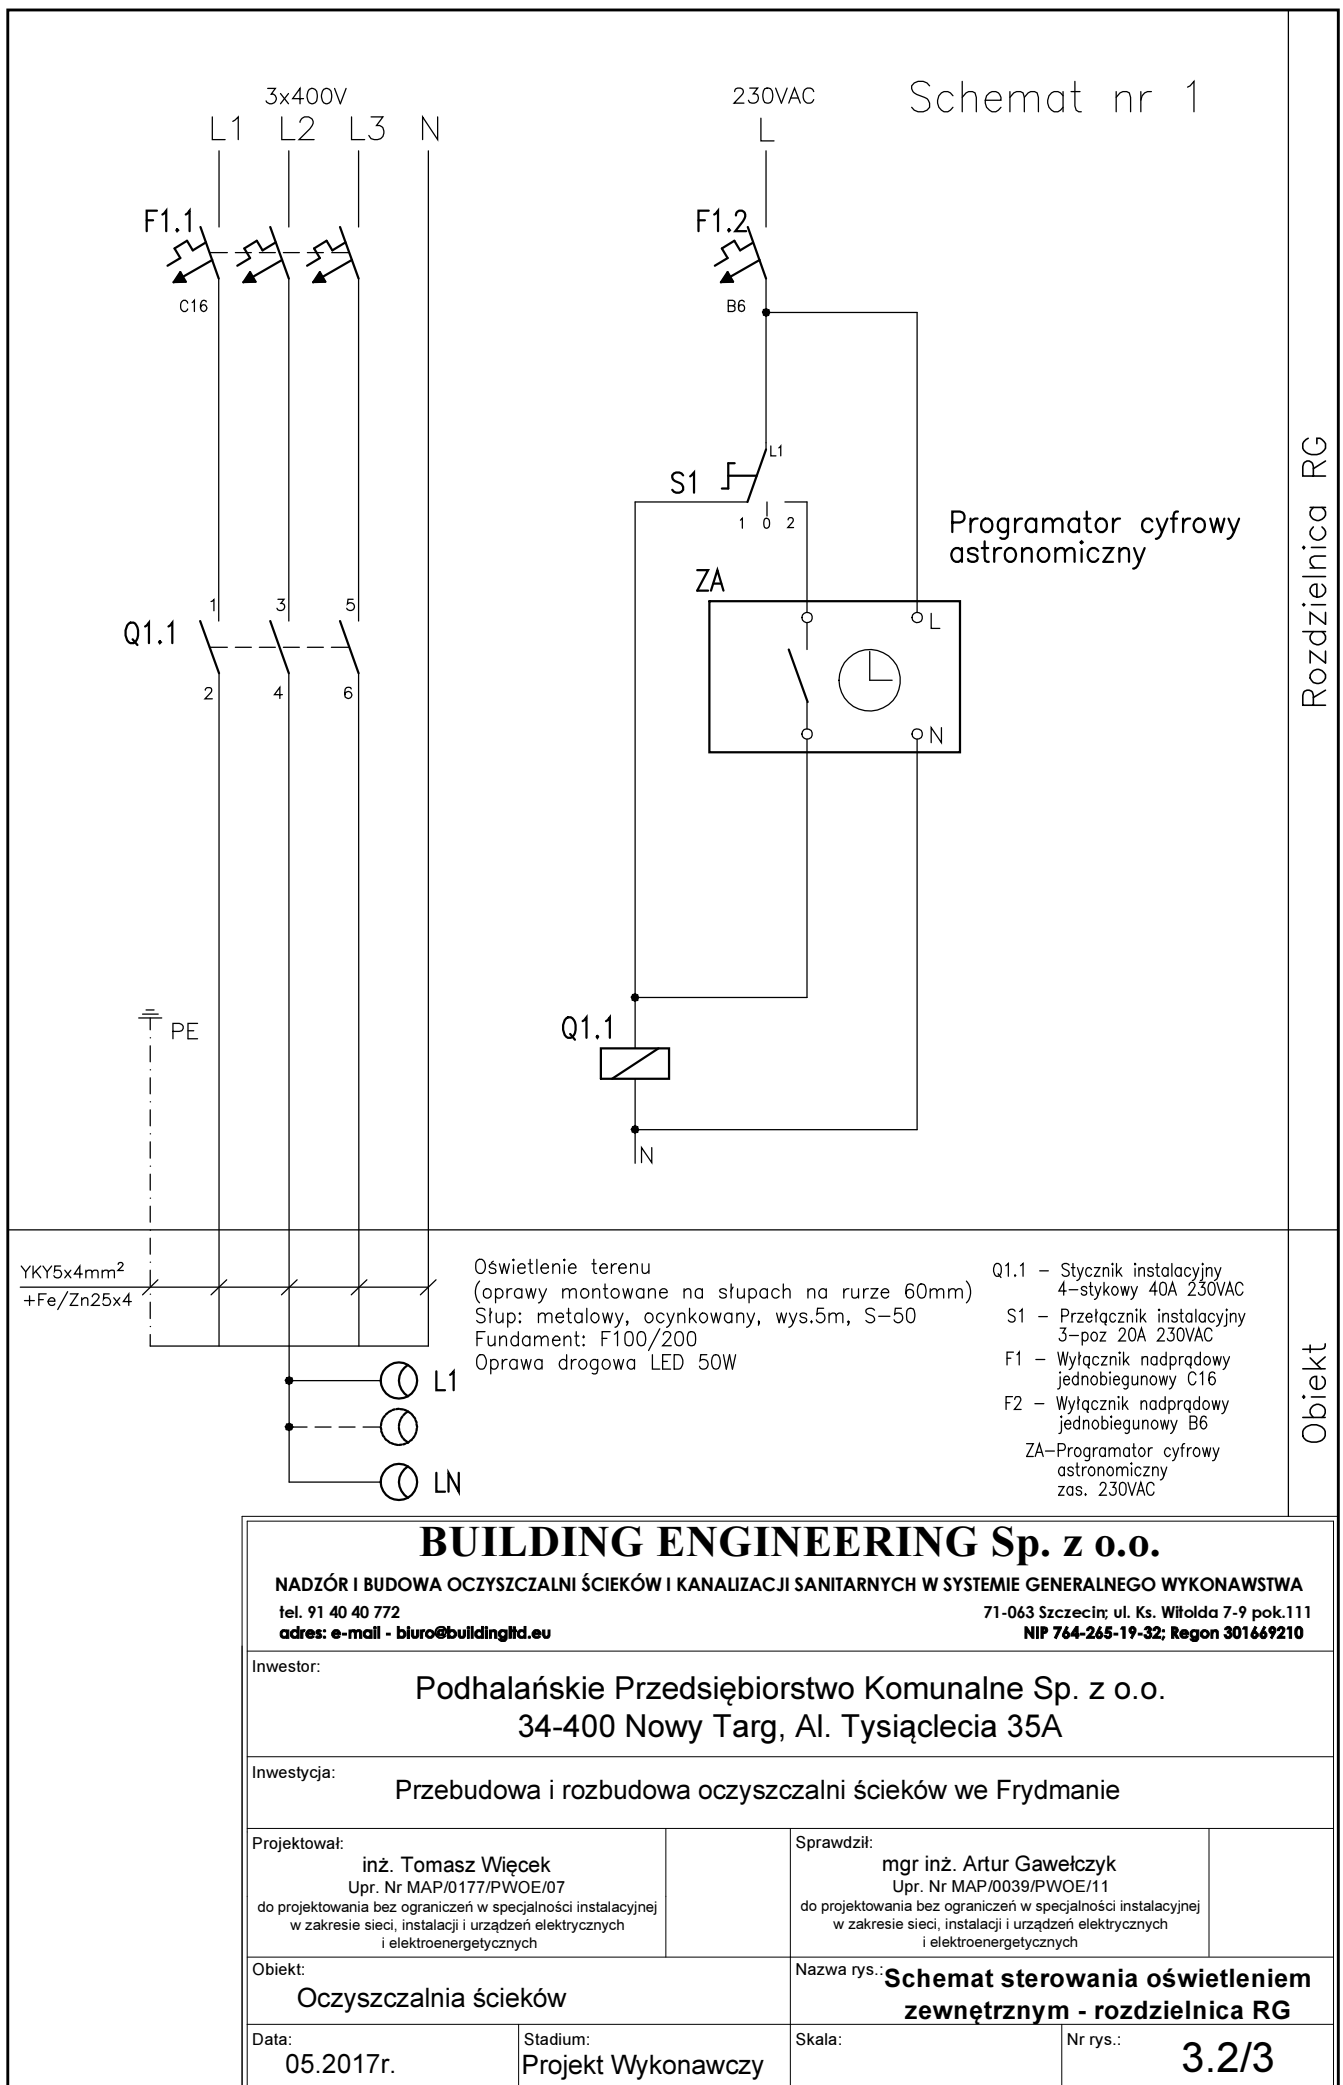 Schemat nr 1
3x400V
L1 L2 L3 N
230VAC
L
F1.1
C16
F1.2
B6
L1
S1
1 0 2
Programator cyfrowy
astronomiczny
ZA
L
N
Q1.1
1 3 5
2 4 6
Q1.1
N
PE
Rozdzielnica RG
YKY5x4mm²
+Fe/Zn25x4
Oświetlenie terenu
(oprawy montowane na słupach na rurze 60mm)
Słup: metalowy, ocynkowany, wys.5m, S-50
Fundament: F100/200
Oprawa drogowa LED 50W
L1
LN
Q1.1 - Stycznik instalacyjny
4-stykowy 40A 230VAC
S1 - Przełącznik instalacyjny
3-poz 20A 230VAC
F1 - Wyłącznik nadprądowy
jednobiegunowy C16
F2 - Wyłącznik nadprądowy
jednobiegunowy B6
ZA-Programator cyfrowy
astronomiczny
zas. 230VAC
Obiekt
BUILDING ENGINEERING Sp. z o.o.
NADZÓR I BUDOWA OCZYSZCZALNI ŚCIEKÓW I KANALIZACJI SANITARNYCH W SYSTEMIE GENERALNEGO WYKONAWSTWA
tel. 91 40 40 772
71-063 Szczecin; ul. Ks. Witolda 7-9 pok.111
adres: e-mail - biuro@buildingltd.eu
NIP 764-265-19-32; Regon 301669210
Inwestor:
Podhalańskie Przedsiębiorstwo Komunalne Sp. z o.o.
34-400 Nowy Targ, Al. Tysiąclecia 35A
Inwestycja:
Przebudowa i rozbudowa oczyszczalni ścieków we Frydmanie
Projektował:
inż. Tomasz Więcek
Upr. Nr MAP/0177/PWOE/07
do projektowania bez ograniczeń w specjalności instalacyjnej
w zakresie sieci, instalacji i urządzeń elektrycznych
i elektroenergetycznych
Sprawdził:
mgr inż. Artur Gawełczyk
Upr. Nr MAP/0039/PWOE/11
do projektowania bez ograniczeń w specjalności instalacyjnej
w zakresie sieci, instalacji i urządzeń elektrycznych
i elektroenergetycznych
Obiekt:
Oczyszczalnia ścieków
Nazwa rys.: Schemat sterowania oświetleniem
zewnętrznym - rozdzielnica RG
Data:
05.2017r.
Stadium:
Projekt Wykonawczy
Skala:
Nr rys.:
3.2/3